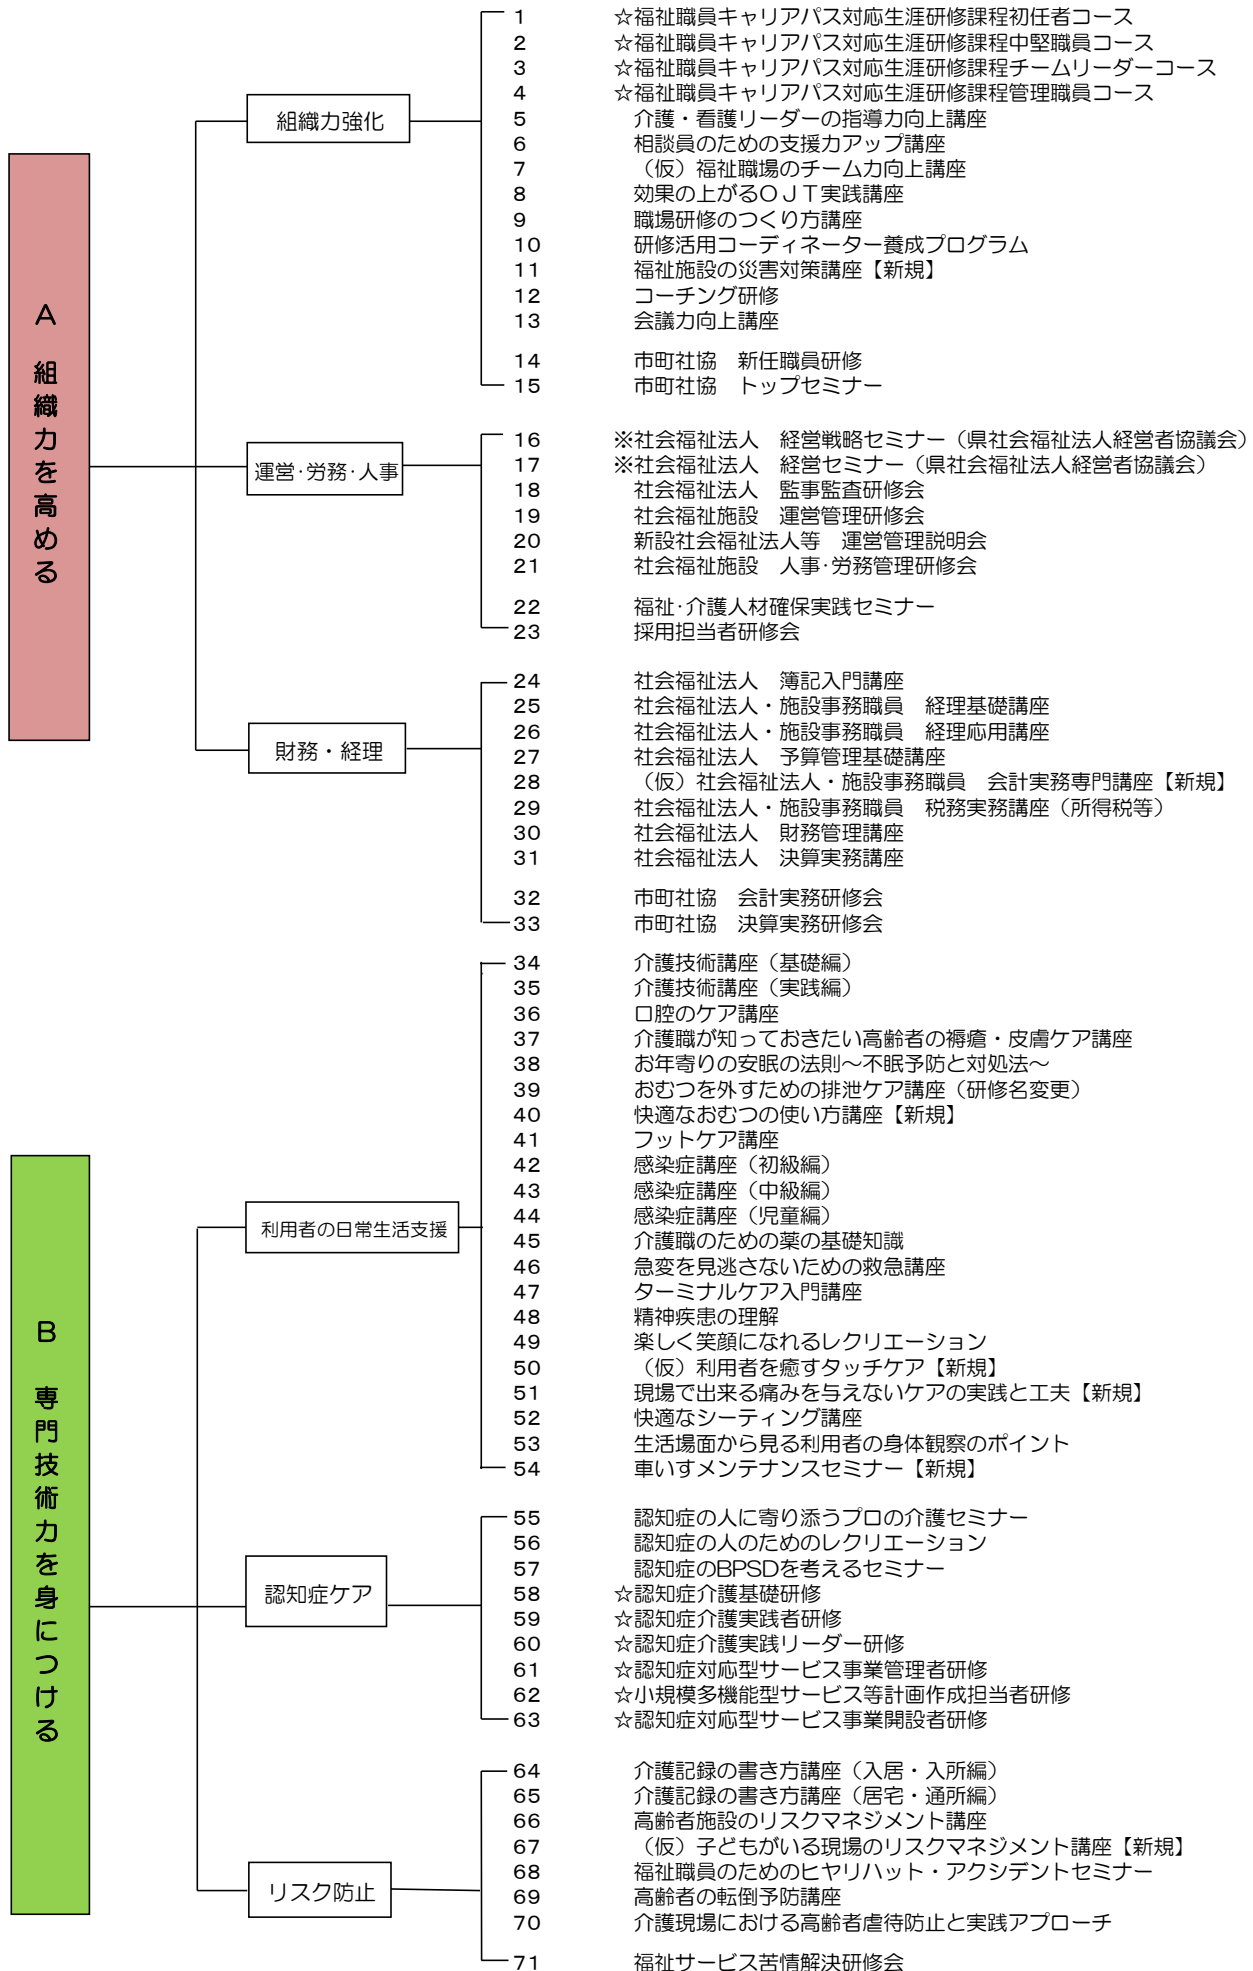 A 組織力を高める
組織力強化
1 ☆福祉職員キャリアパス対応生涯研修課程初任者コース
2 ☆福祉職員キャリアパス対応生涯研修課程中堅職員コース
3 ☆福祉職員キャリアパス対応生涯研修課程チームリーダーコース
4 ☆福祉職員キャリアパス対応生涯研修課程管理職員コース
5 介護・看護リーダーの指導力向上講座
6 相談員のための支援力アップ講座
7 （仮）福祉職場のチーム力向上講座
8 効果の上がるＯＪＴ実践講座
9 職場研修のつくり方講座
10 研修活用コーディネーター養成プログラム
11 福祉施設の災害対策講座【新規】
12 コーチング研修
13 会議力向上講座
14 市町社協　新任職員研修
15 市町社協　トップセミナー
運営･労務･人事
16 ※社会福祉法人　経営戦略セミナー（県社会福祉法人経営者協議会）
17 ※社会福祉法人　経営セミナー（県社会福祉法人経営者協議会）
18 社会福祉法人　監事監査研修会
19 社会福祉施設　運営管理研修会
20 新設社会福祉法人等　運営管理説明会
21 社会福祉施設　人事･労務管理研修会
22 福祉･介護人材確保実践セミナー
23 採用担当者研修会
財務・経理
24 社会福祉法人　簿記入門講座
25 社会福祉法人・施設事務職員　経理基礎講座
26 社会福祉法人・施設事務職員　経理応用講座
27 社会福祉法人　予算管理基礎講座
28 （仮）社会福祉法人・施設事務職員　会計実務専門講座【新規】
29 社会福祉法人・施設事務職員　税務実務講座（所得税等）
30 社会福祉法人　財務管理講座
31 社会福祉法人　決算実務講座
32 市町社協　会計実務研修会
33 市町社協　決算実務研修会
B 専門技術力を身につける
利用者の日常生活支援
34 介護技術講座（基礎編）
35 介護技術講座（実践編）
36 口腔のケア講座
37 介護職が知っておきたい高齢者の褥瘡・皮膚ケア講座
38 お年寄りの安眠の法則～不眠予防と対処法～
39 おむつを外すための排泄ケア講座（研修名変更）
40 快適なおむつの使い方講座【新規】
41 フットケア講座
42 感染症講座（初級編）
43 感染症講座（中級編）
44 感染症講座（児童編）
45 介護職のための薬の基礎知識
46 急変を見逃さないための救急講座
47 ターミナルケア入門講座
48 精神疾患の理解
49 楽しく笑顔になれるレクリエーション
50 （仮）利用者を癒すタッチケア【新規】
51 現場で出来る痛みを与えないケアの実践と工夫【新規】
52 快適なシーティング講座
53 生活場面から見る利用者の身体観察のポイント
54 車いすメンテナンスセミナー【新規】
認知症ケア
55 認知症の人に寄り添うプロの介護セミナー
56 認知症の人のためのレクリエーション
57 認知症のBPSDを考えるセミナー
58 ☆認知症介護基礎研修
59 ☆認知症介護実践者研修
60 ☆認知症介護実践リーダー研修
61 ☆認知症対応型サービス事業管理者研修
62 ☆小規模多機能型サービス等計画作成担当者研修
63 ☆認知症対応型サービス事業開設者研修
リスク防止
64 介護記録の書き方講座（入居・入所編）
65 介護記録の書き方講座（居宅・通所編）
66 高齢者施設のリスクマネジメント講座
67 （仮）子どもがいる現場のリスクマネジメント講座【新規】
68 福祉職員のためのヒヤリハット・アクシデントセミナー
69 高齢者の転倒予防講座
70 介護現場における高齢者虐待防止と実践アプローチ
71 福祉サービス苦情解決研修会